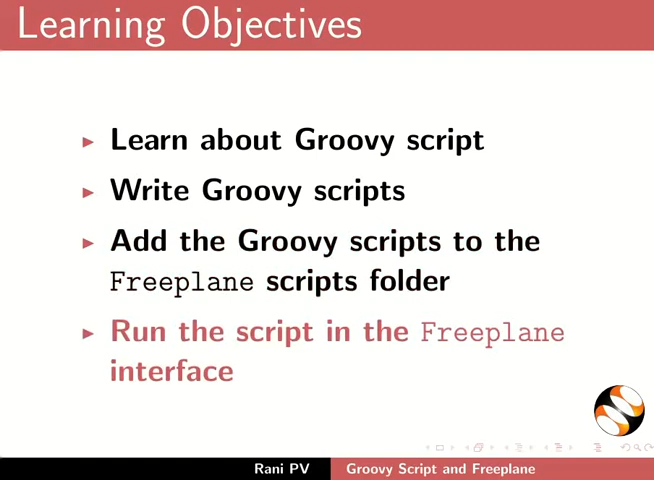 Learning Objectives
Learn about Groovy script
Write Groovy scripts
Add the Groovy scripts to the
Freeplane scripts folder
Run the script in the Freeplane
interface
Rani PV
Groovy Script and Freeplane